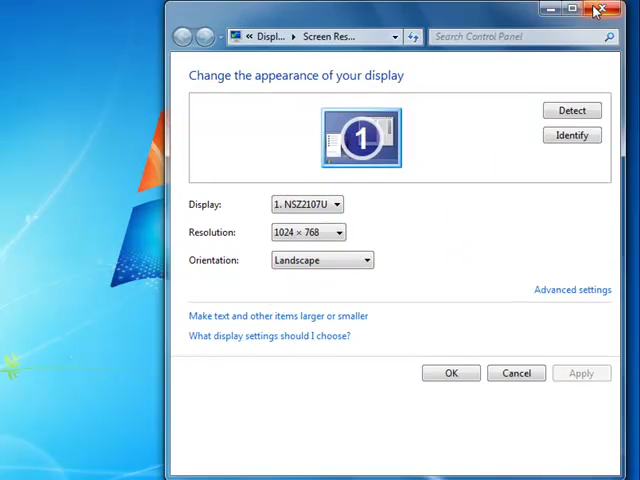 « Displ... ▸ Screen Res...
Search Control Panel
Change the appearance of your display
1
Detect
Identify
Display: 1. NSZ2107U
Resolution: 1024 × 768
Orientation: Landscape
Advanced settings
Make text and other items larger or smaller
What display settings should I choose?
OK Cancel Apply